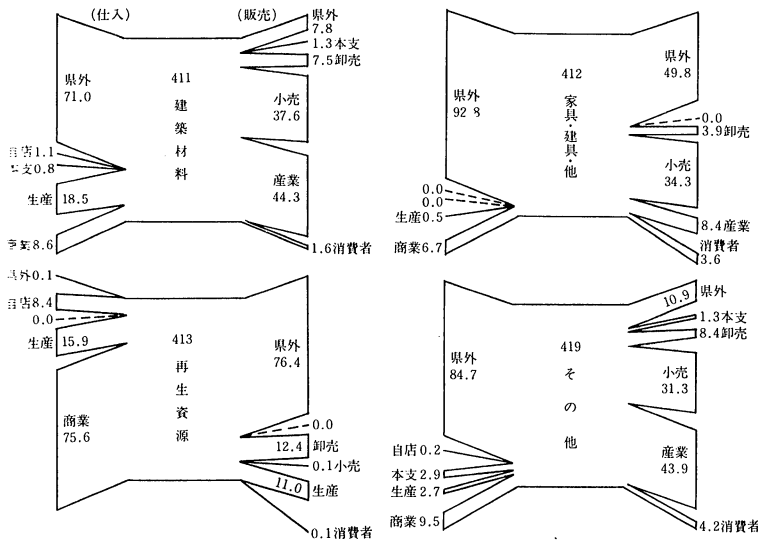 (仕入)
(販売)
県外
7.8
1.3本支
7.5卸売
県外
71.0
411
建築材料
小売
37.6
自店1.1
本支0.8
生産 18.5
産業
44.3
8.6
1.6消費者
県外
92 8
412
家具・建具・他
県外
49.8
0.0
3.9卸売
小売
34.3
0.0
0.0
生産0.5
商業6.7
8.4産業
消費者
3.6
県外0.1
自店8.4
0.0
生産 15.9
413
再生資源
県外
76.4
商業
75.6
0.0
12.4 卸売
0.1小売
11.0 生産
0.1消費者
県外
84.7
419
その他
10.9 県外
1.3本支
8.4卸売
小売
31.3
自店0.2
本支2.9
生産2.7
商業9.5
産業
43.9
4.2消費者